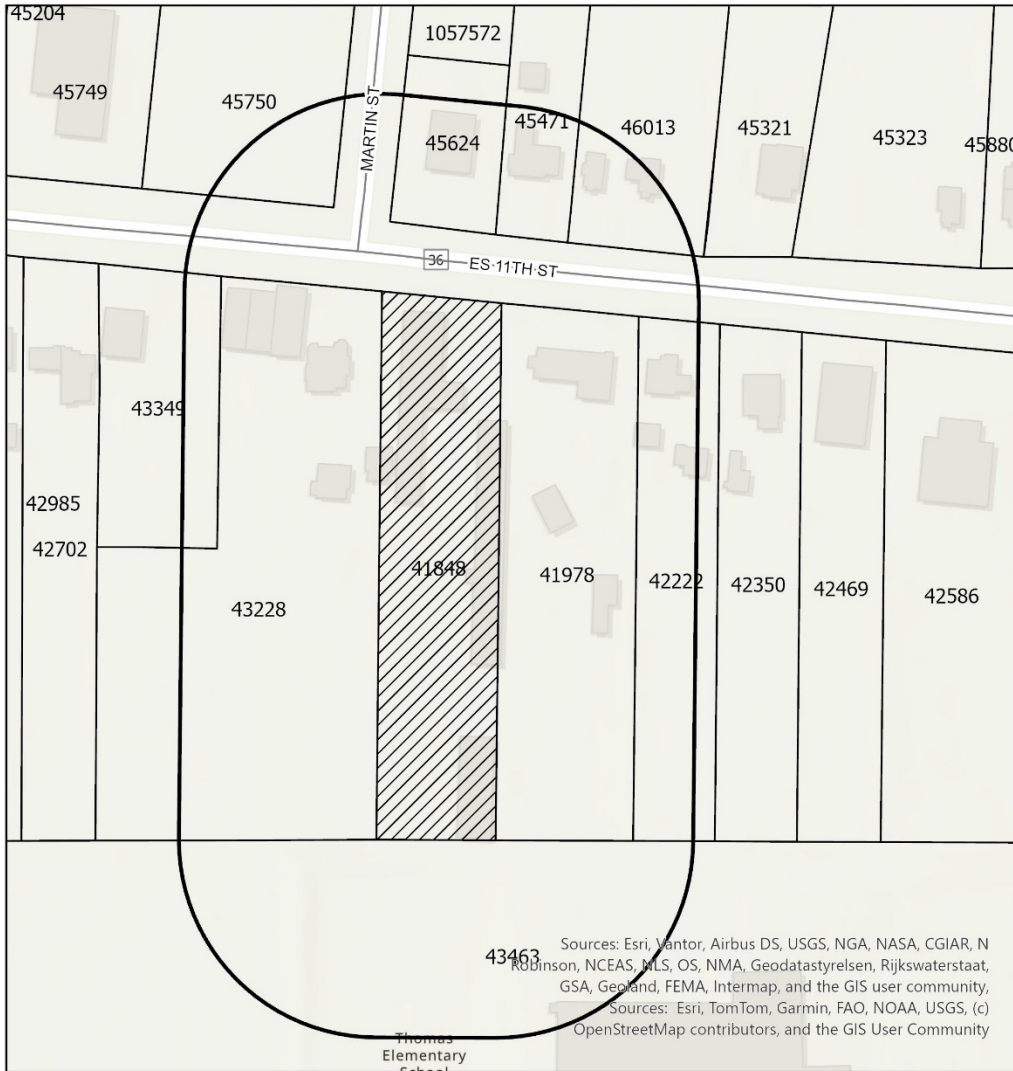 45204
1057572
45749
45750
MARTIN ST
45624
45471
46013
45321
45323
45880
36
ES 11TH ST
43349
42985
42702
43228
41848
41978
42222
42350
42469
42586
43463
Sources: Esri, Vantor, Airbus DS, USGS, NGA, NASA, CGIAR, N
Robinson, NCEAS, NLS, OS, NMA, Geodatastyrelsen, Rijkswaterstaat,
GSA, Geoland, FEMA, Intermap, and the GIS user community,
Sources: Esri, TomTom, Garmin, FAO, NOAA, USGS, (c)
OpenStreetMap contributors, and the GIS User Community
Thomas
Elementary
School